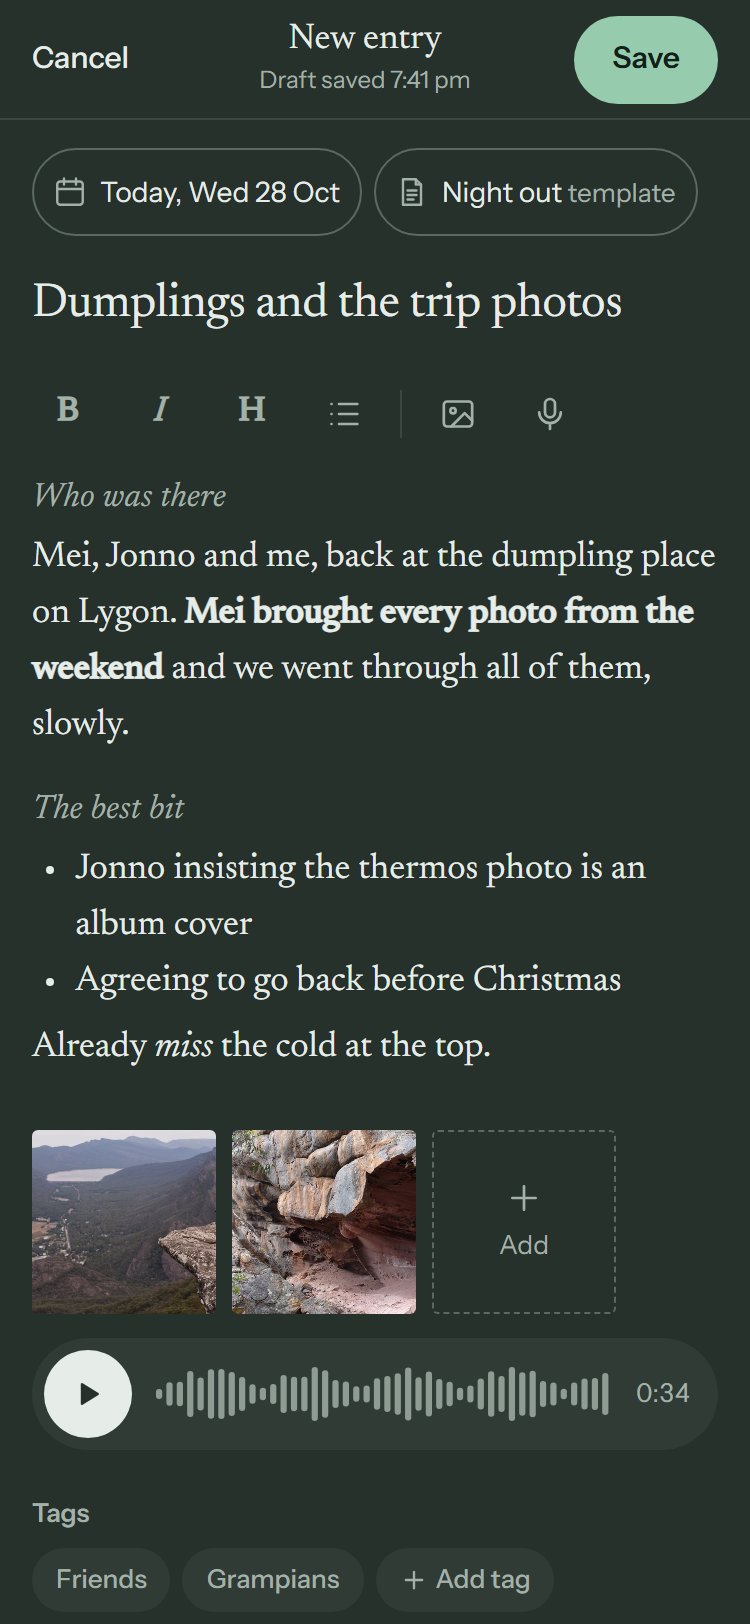 Cancel
New entry
Draft saved 7:41 pm
Save
Today, Wed 28 Oct
Night out template
Dumplings and the trip photos
B I H
Who was there
Mei, Jonno and me, back at the dumpling place
on Lygon. Mei brought every photo from the
weekend and we went through all of them,
slowly.
The best bit
• Jonno insisting the thermos photo is an
album cover
• Agreeing to go back before Christmas
Already miss the cold at the top.
Add
0:34
Tags
Friends
Grampians
+ Add tag